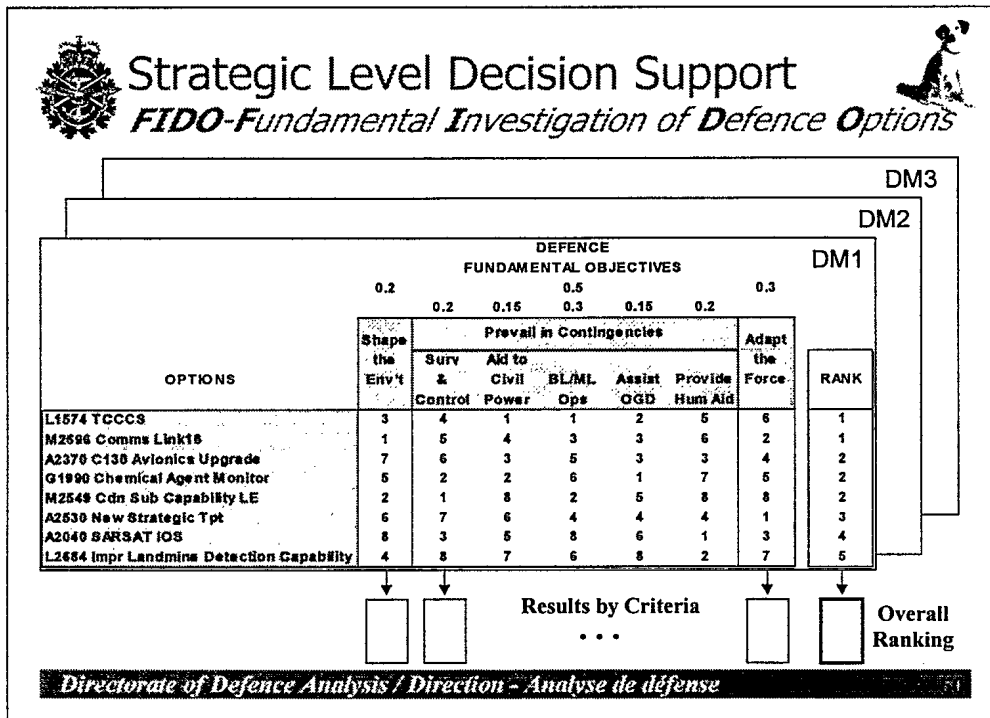 Strategic Level Decision Support
FIDO-Fundamental Investigation of Defence Options
DM3
DM2
DM1
DEFENCE
FUNDAMENTAL OBJECTIVES
0.2 0.5 0.3
0.2 0.15 0.3 0.15 0.2
OPTIONS
Shape the Env't
Prevail in Contingencies
Surv & Control
Aid to Civil Power
BL/ML Ops
Assist OGD
Provide Hum Aid
Adapt the Force
RANK
L1574 TCCCS 3 4 1 1 2 5 6 1
M2696 Comms Link16 1 5 4 3 3 6 2 1
A2370 C130 Avionics Upgrade 7 6 3 5 3 3 4 2
G1990 Chemical Agent Monitor 5 2 2 6 1 7 5 2
M2549 Cdn Sub Capability LE 2 1 8 2 5 8 8 2
A2530 New Strategic Tpt 6 7 6 4 4 4 1 3
A2040 SARSAT IOS 8 3 5 8 6 1 3 4
L2684 Impr Landmine Detection Capability 4 8 7 6 8 2 7 5
Results by Criteria
• • •
Overall
Ranking
Directorate of Defence Analysis / Direction - Analyse de défense